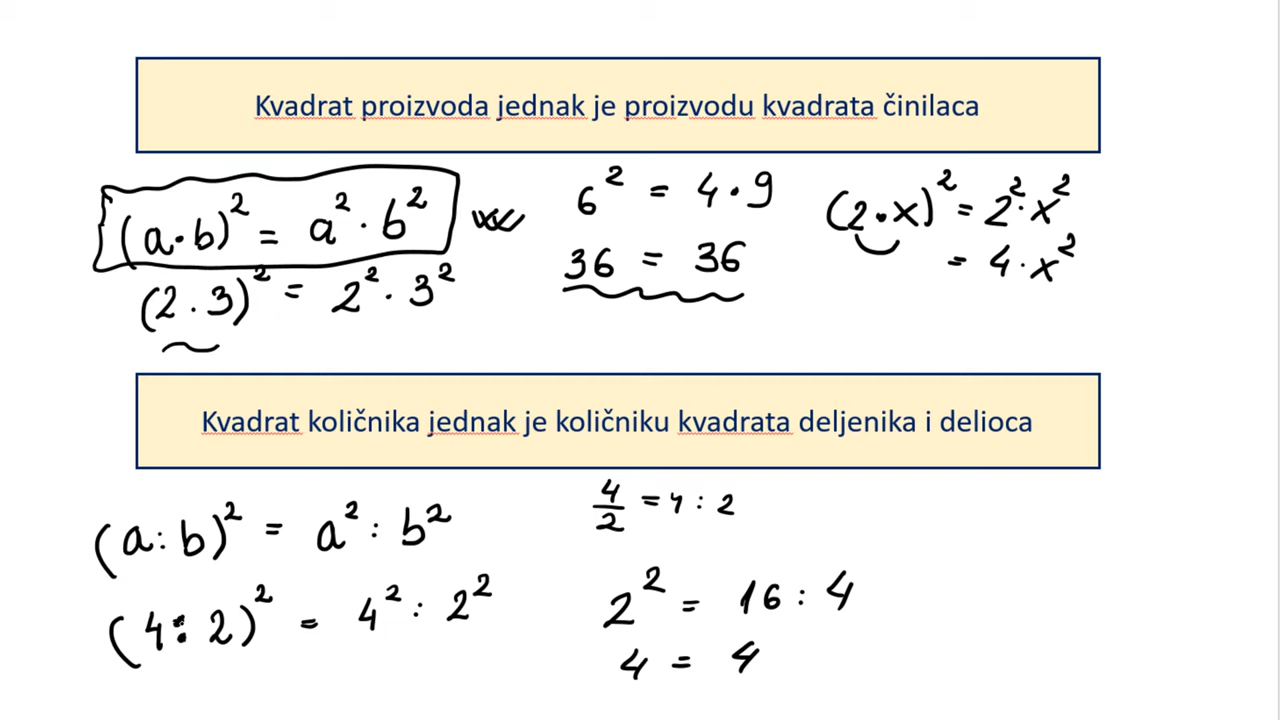 Kvadrat proizvoda jednak je proizvodu kvadrata činilaca
(a·b)² = a² · b²
(2 · 3)² = 2² · 3²
6² = 4 · 9
36 = 36
(2·x)² = 2²· x²
= 4 · x²
Kvadrat količnika jednak je količniku kvadrata deljenika i delioca
(a : b)² = a² : b²
(4 : 2)² = 4² : 2²
4/2 = 4 : 2
2² = 16 : 4
4 = 4